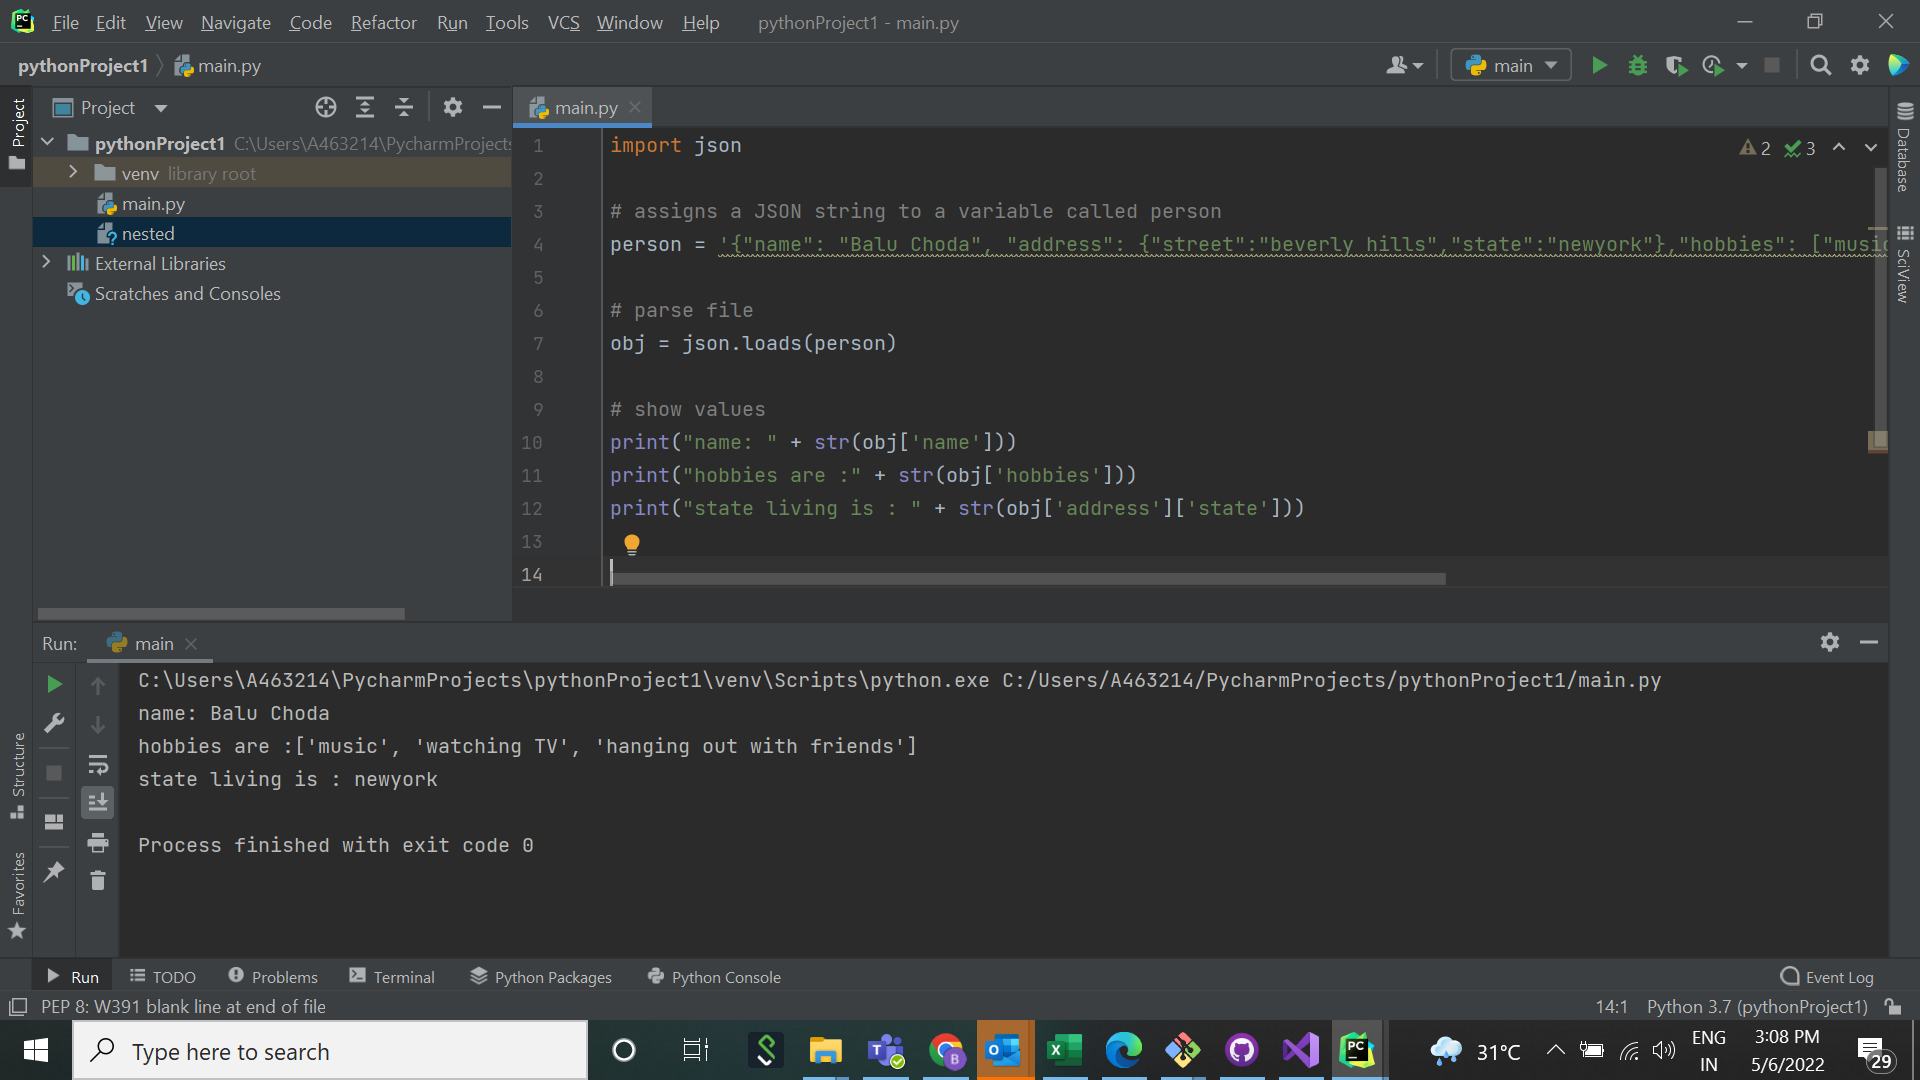 File Edit View Navigate Code Refactor Run Tools VCS Window Help pythonProject1 - main.py
pythonProject1 main.py main
Project main.py
Project
pythonProject1 C:\Users\A463214\PycharmProjects
venv library root
main.py
nested
External Libraries
Scratches and Consoles
2 3
1 import json
2
3 # assigns a JSON string to a variable called person
4 person = '{"name": "Balu Choda", "address": {"street":"beverly hills","state":"newyork"},"hobbies": ["music
5
6 # parse file
7 obj = json.loads(person)
8
9 # show values
10 print("name: " + str(obj['name']))
11 print("hobbies are :" + str(obj['hobbies']))
12 print("state living is : " + str(obj['address']['state']))
13
14
Database
SciView
Run: main
C:\Users\A463214\PycharmProjects\pythonProject1\venv\Scripts\python.exe C:/Users/A463214/PycharmProjects/pythonProject1/main.py
name: Balu Choda
hobbies are :['music', 'watching TV', 'hanging out with friends']
state living is : newyork
Process finished with exit code 0
Structure
Favorites
Run TODO Problems Terminal Python Packages Python Console Event Log
PEP 8: W391 blank line at end of file 14:1 Python 3.7 (pythonProject1)
Type here to search
31°C
ENG
IN
3:08 PM
5/6/2022
29